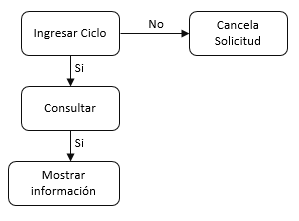 Ingresar Ciclo
No
Cancela
Solicitud
Si
Consultar
Si
Mostrar
información